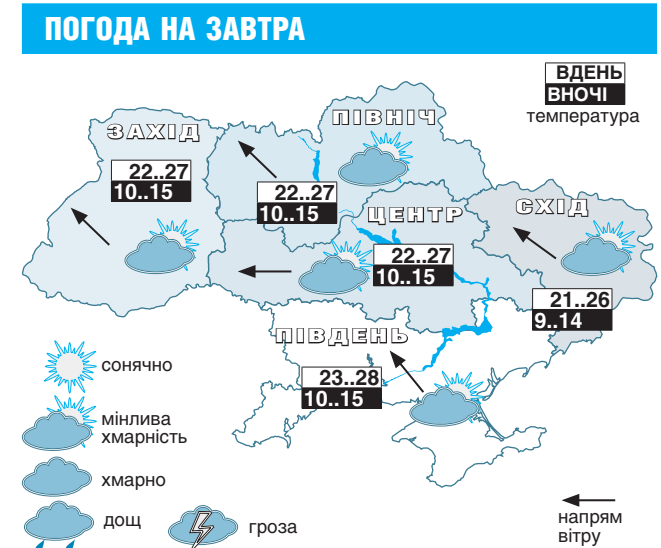 ПОГОДА НА ЗАВТРА
ВДЕНЬ
ВНОЧІ
температура
ЗАХІД
22..27
10..15
ПІВНІЧ
22..27
10..15
ЦЕНТР
22..27
10..15
СХІД
21..26
9..14
ПІВДЕНЬ
23..28
10..15
сонячно
мінлива
хмарність
хмарно
дощ
гроза
напрям
вітру